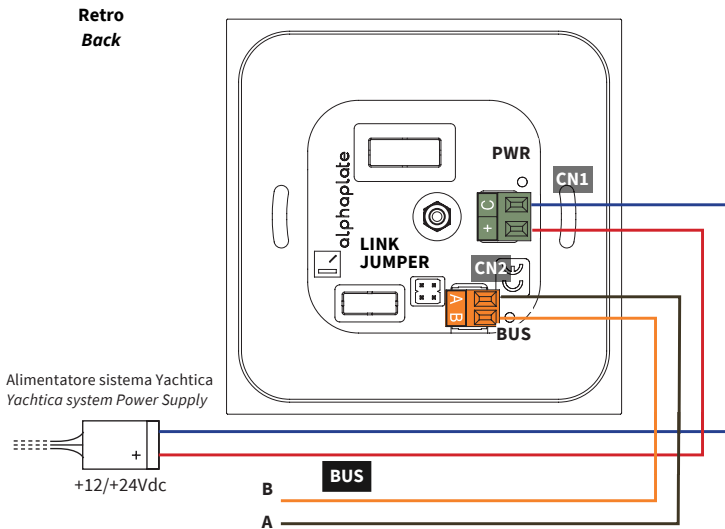 Retro
Back
PWR
CN1
C
+
alphaplate
LINK
JUMPER
CN2
CE
A
B
BUS
Alimentatore sistema Yachtica
Yachtica system Power Supply
+
+12/+24Vdc
BUS
B
A